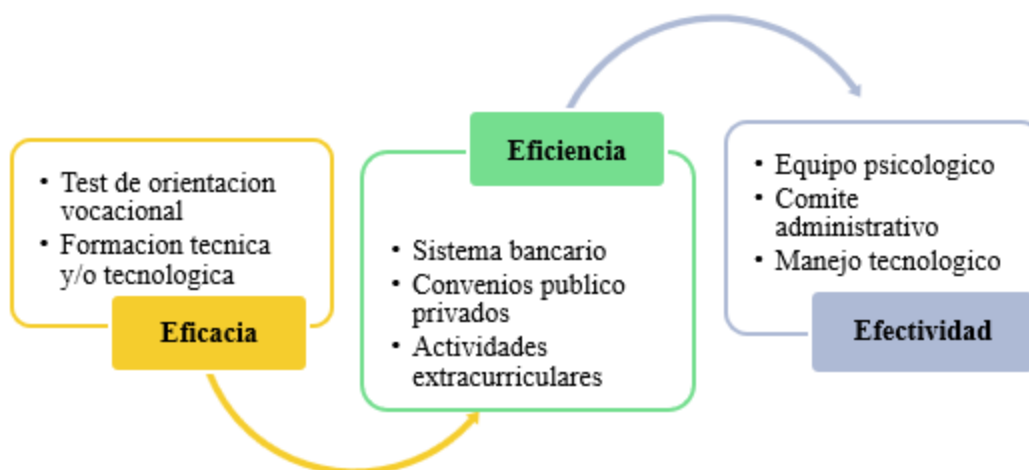 • Test de orientacion
vocacional
• Formacion tecnica
y/o tecnologica
Eficacia
Eficiencia
• Sistema bancario
• Convenios publico
privados
• Actividades
extracurriculares
• Equipo psicologico
• Comite
administrativo
• Manejo tecnologico
Efectividad